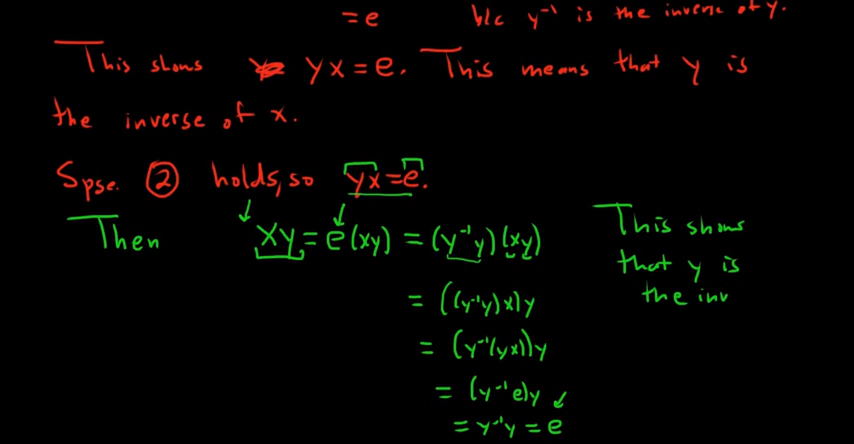 = e b/c y⁻¹ is the inverse of y.
This shows yx = e. This means that y is
the inverse of x.
Spse. ② holds, so yx = e.
Then xy = e(xy) = (y⁻¹y)(xy)
= ((y⁻¹y)x)y
= (y⁻¹(yx))y
= (y⁻¹e)y
= y⁻¹y = e
This shows
that y is
the inv